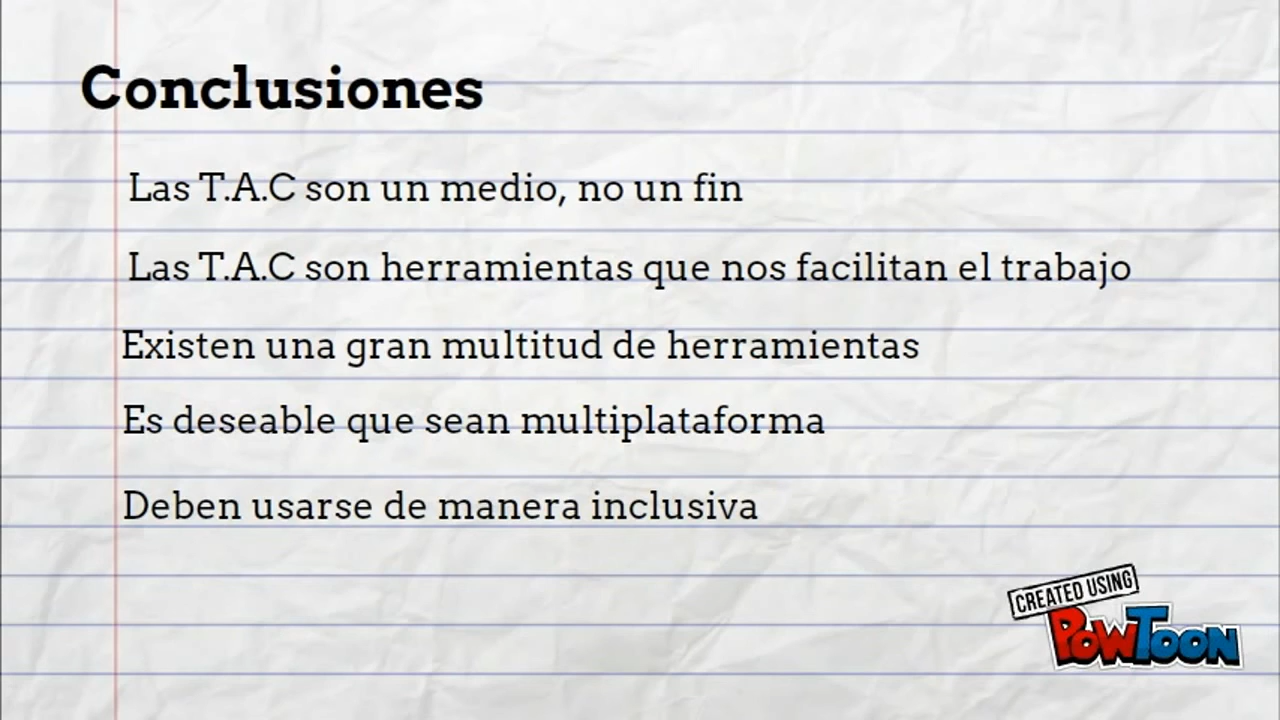 Conclusiones
Las T.A.C son un medio, no un fin
Las T.A.C son herramientas que nos facilitan el trabajo
Existen una gran multitud de herramientas
Es deseable que sean multiplataforma
Deben usarse de manera inclusiva
CREATED USING
POWTOON